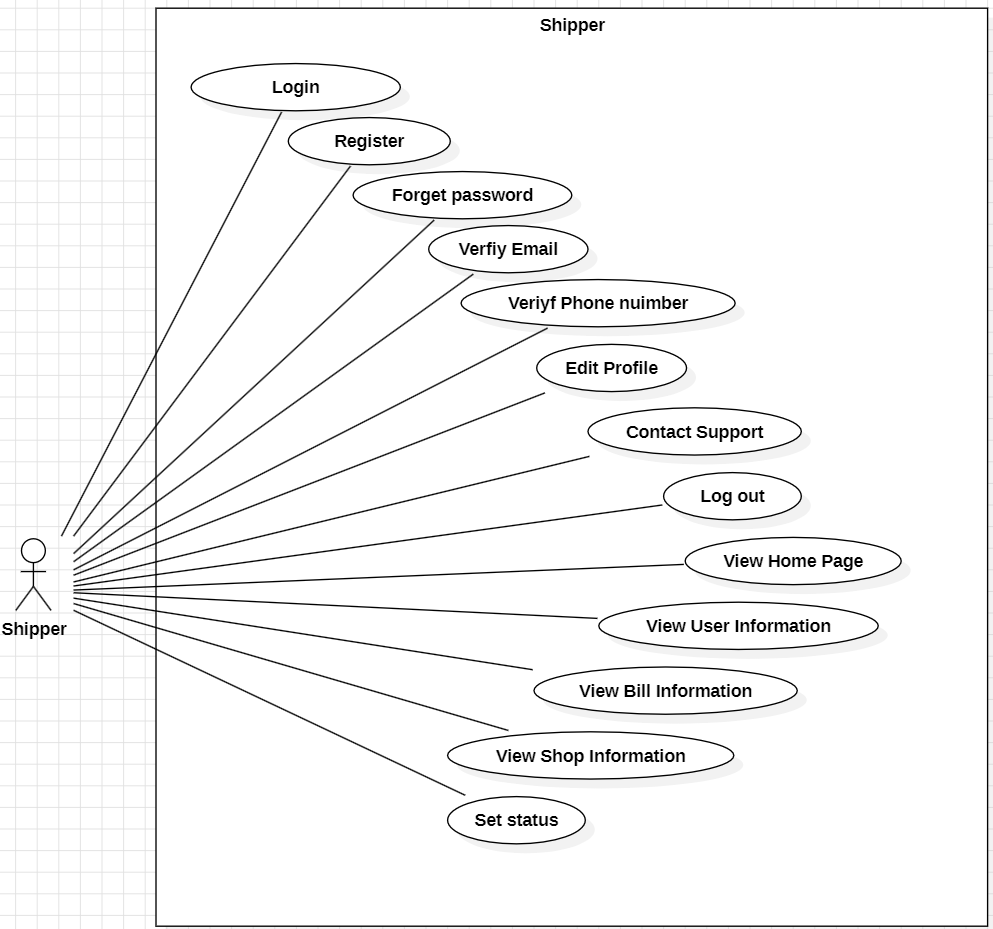 Shipper
Login
Register
Forget password
Verfiy Email
Veriyf Phone nuimber
Edit Profile
Contact Support
Log out
View Home Page
Shipper
View User Information
View Bill Information
View Shop Information
Set status